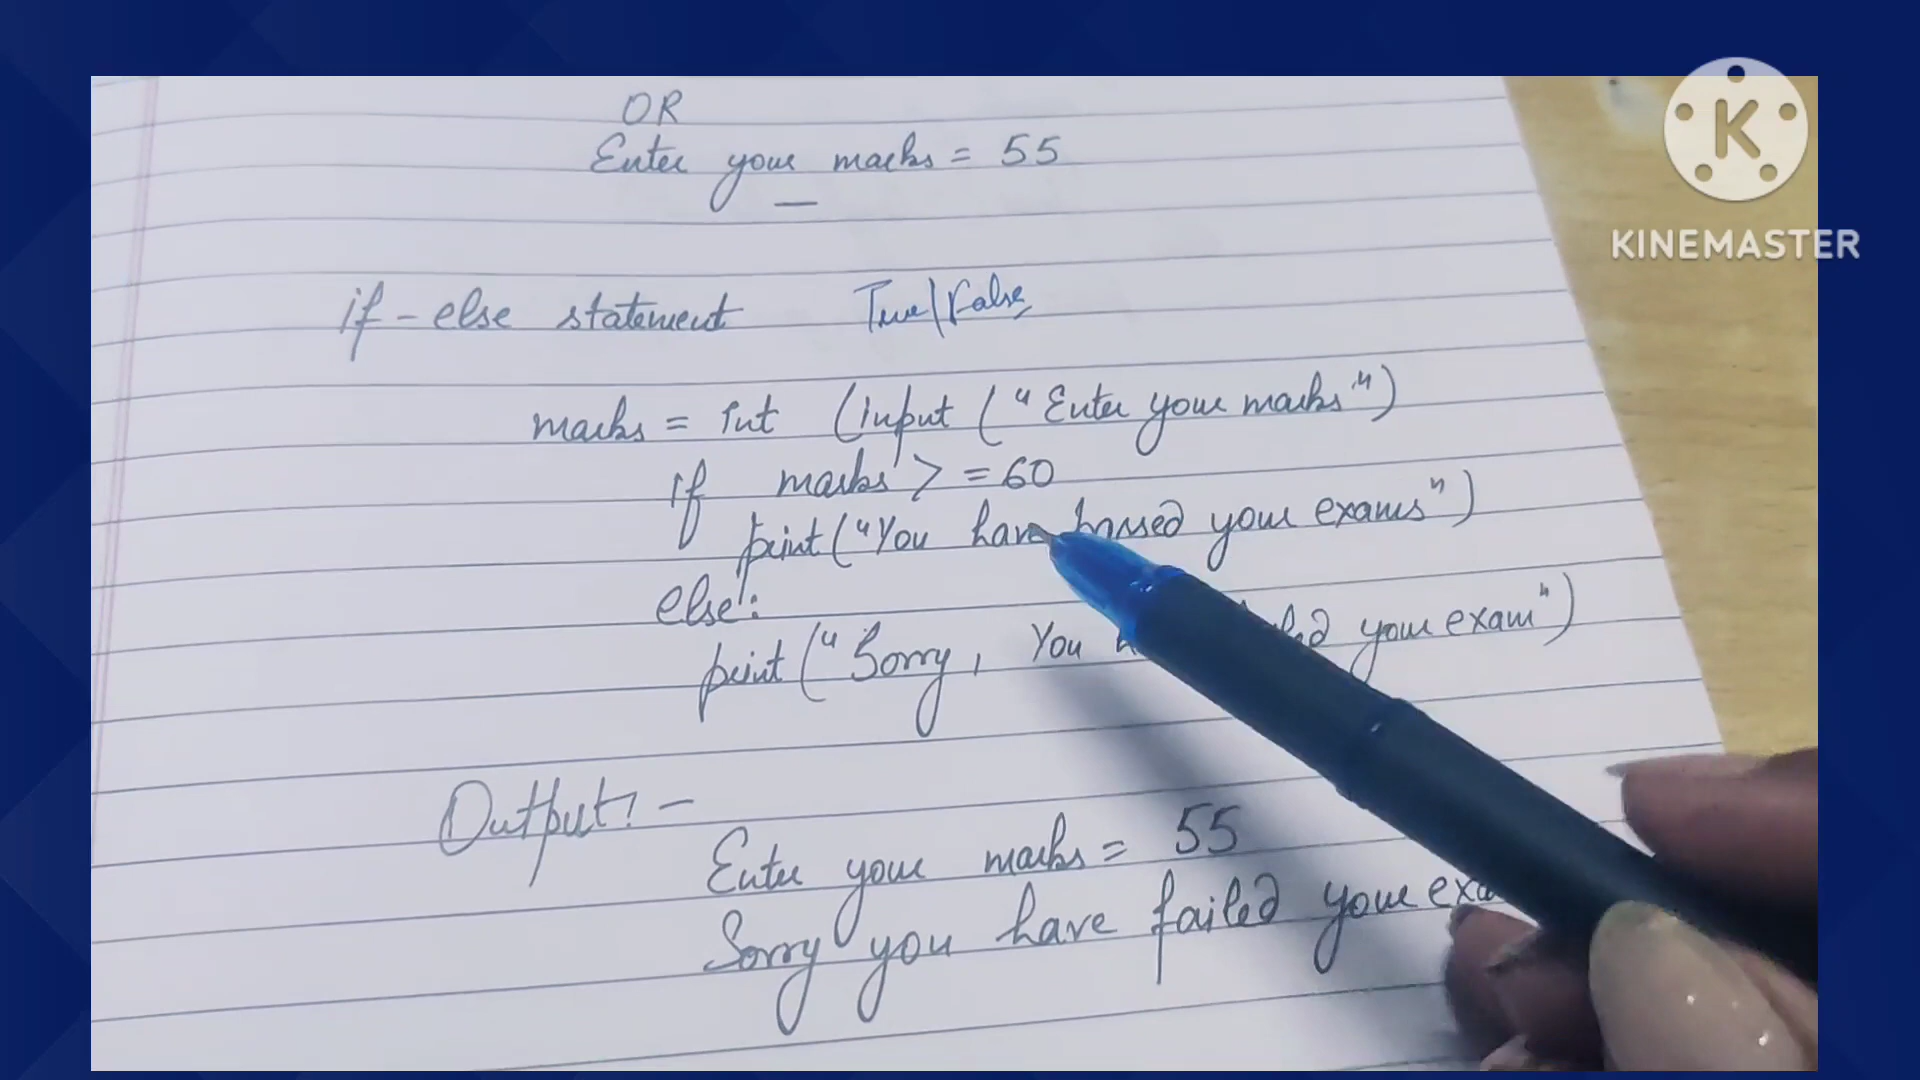 OR
Enter your marks = 55
if - else statement True/False
marks = int (input ("Enter your marks")
if marks > = 60
print ("You have passed your exams")
else:
print ("Sorry, You your exam")
Output: -
Enter your marks = 55
Sorry you have failed your
K
KINEMASTER